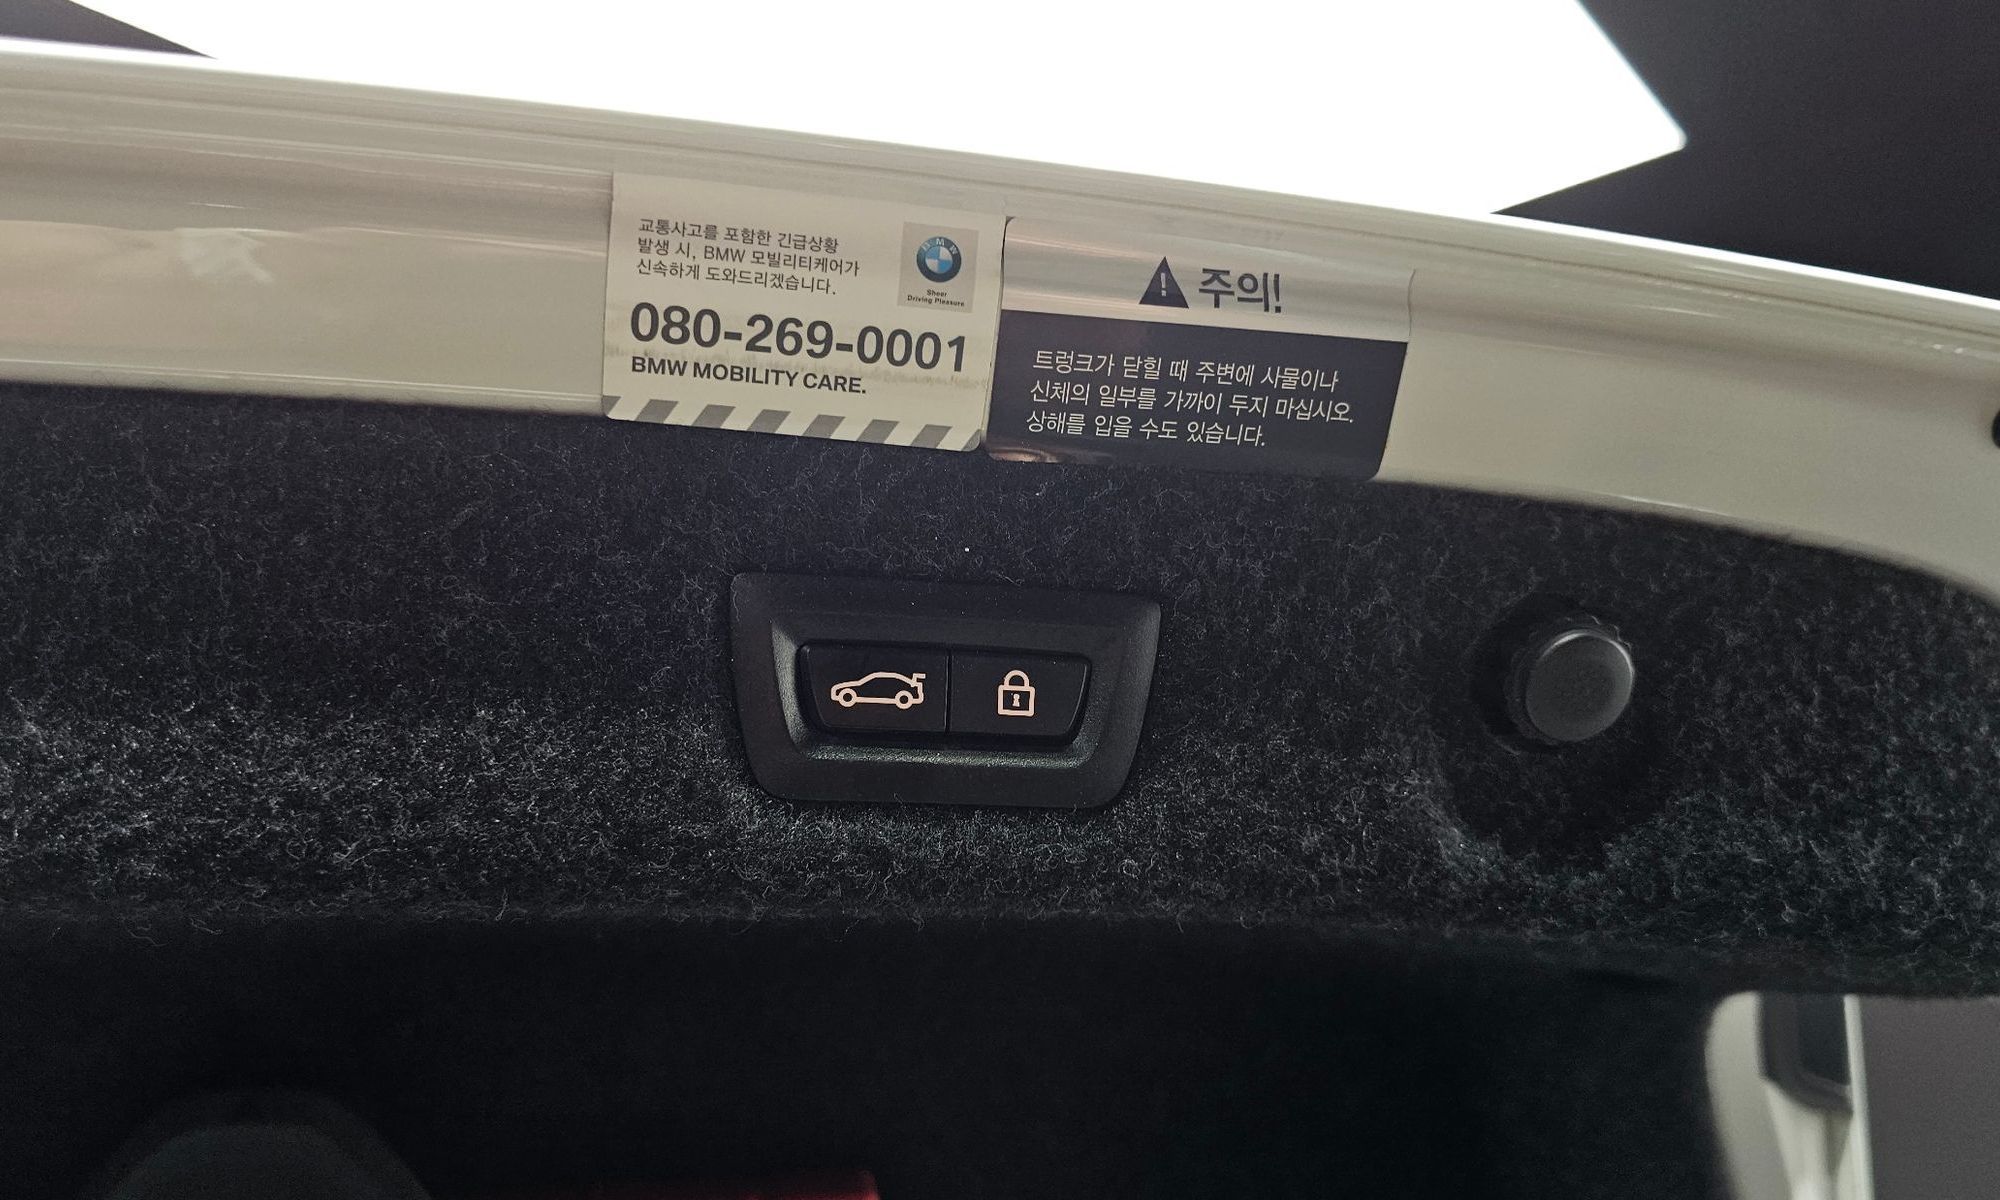 교통사고를 포함한 긴급상황
발생 시, BMW 모빌리티케어가
신속하게 도와드리겠습니다.
BMW
Sheer
Driving Pleasure
080-269-0001
BMW MOBILITY CARE.
주의!
트렁크가 닫힐 때 주변에 사물이나
신체의 일부를 가까이 두지 마십시오.
상해를 입을 수도 있습니다.